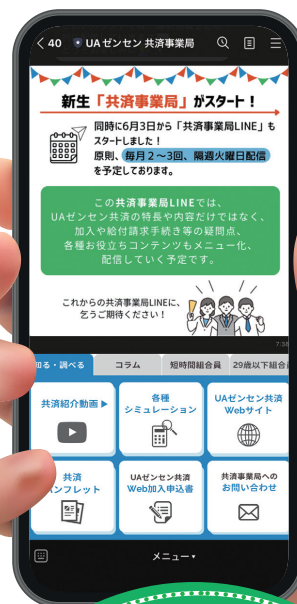 40 UAゼンセン 共済事業局
新生「共済事業局」がスタート！
同時に6月3日から「共済事業局LINE」も
スタートしました！
原則、毎月２～3回、隔週火曜日配信
を予定しております。
この共済事業局LINEでは、
UAゼンセン共済の特長や内容だけではなく、
加入や給付請求手続き等の疑問点、
各種お役立ちコンテンツもメニュー化、
配信していく予定です。
これからの共済事業局LINEに、
乞うご期待ください！
7:38
知る・調べる コラム 短時間組合員 29歳以下組合員
共済紹介動画▶
各種
シミュレーション
UAゼンセン共済
Webサイト
共済
パンフレット
UAゼンセン共済
Web加入申込書
共済事業局への
お問い合わせ
メニュー▾